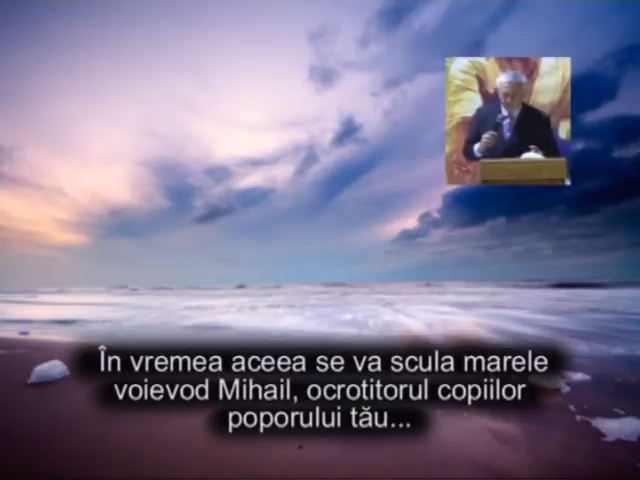 În vremea aceea se va scula marele
voievod Mihail, ocrotitorul copiilor
poporului tău...